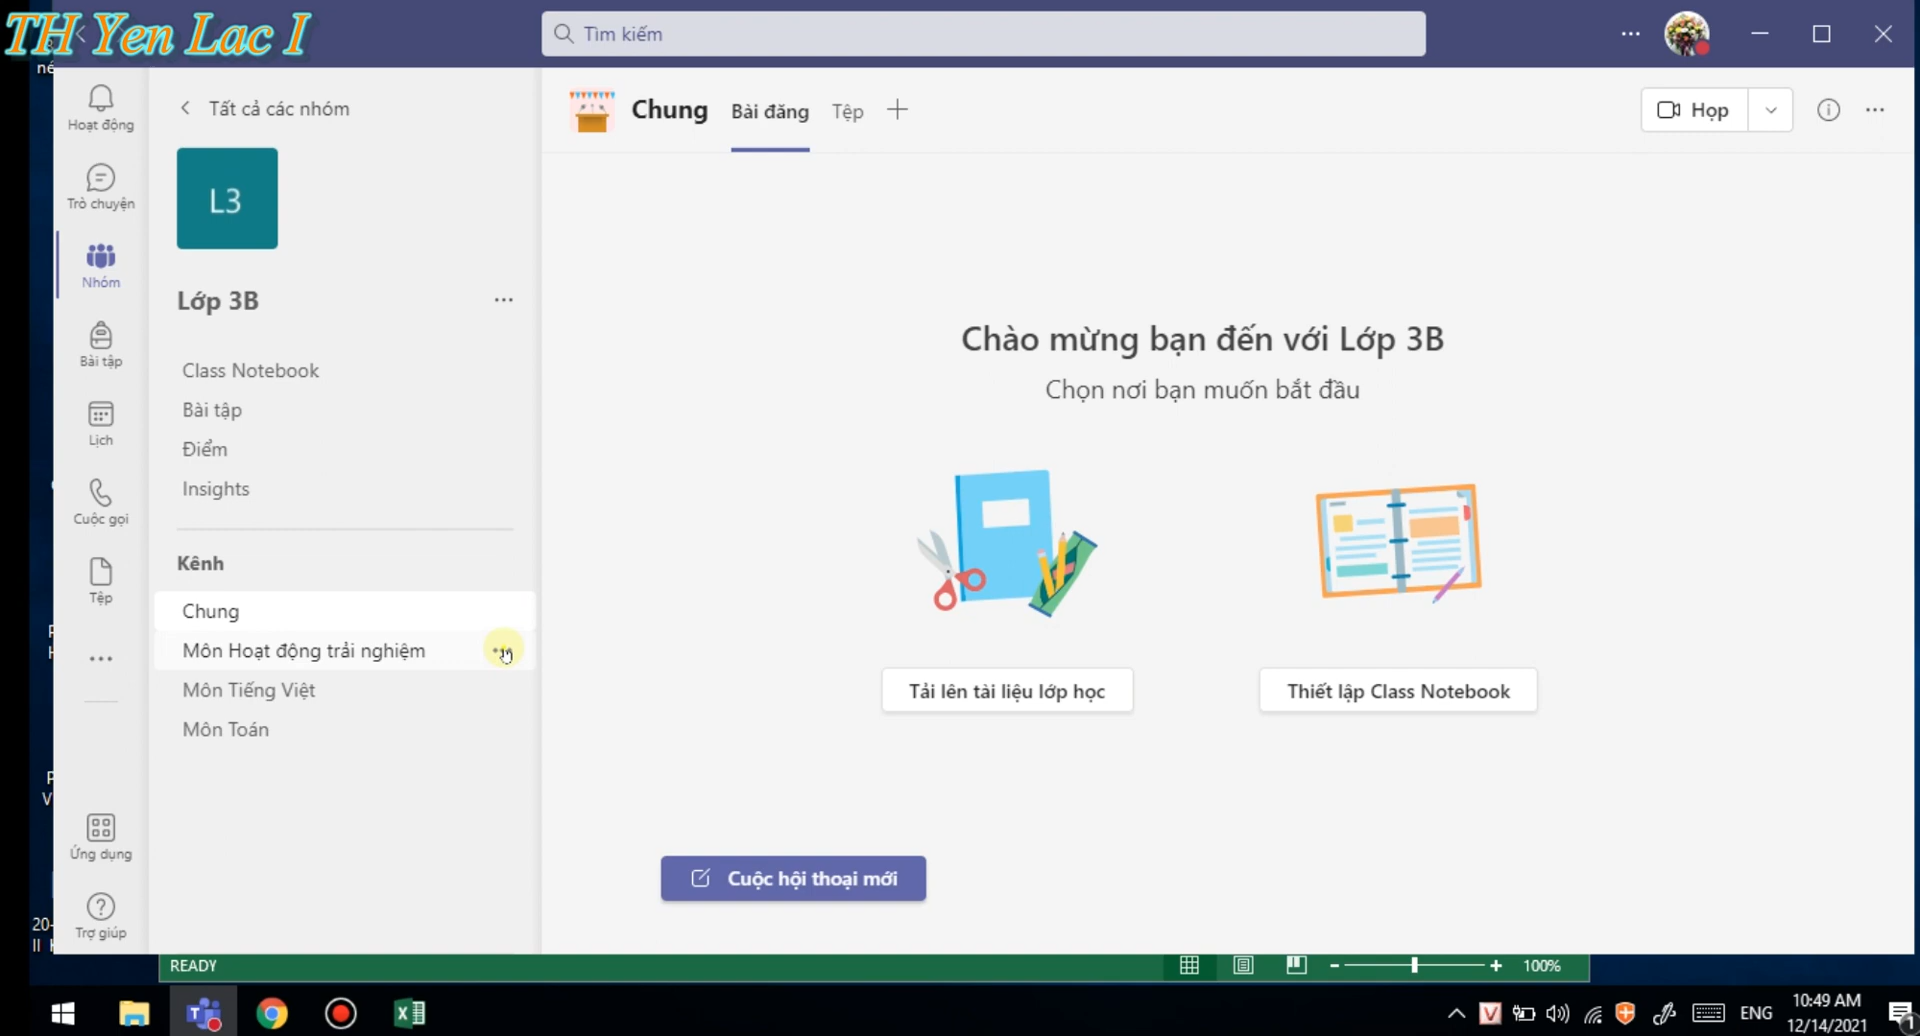 TH Yen Lac I
Tìm kiếm
Hoạt động
Trò chuyện
Nhóm
Bài tập
Lịch
Cuộc gọi
Tệp
Ứng dụng
Trợ giúp
Tất cả các nhóm
L3
Lớp 3B
Class Notebook
Bài tập
Điểm
Insights
Kênh
Chung
Môn Hoạt động trải nghiệm
Môn Tiếng Việt
Môn Toán
Chung Bài đăng Tệp
Họp
Chào mừng bạn đến với Lớp 3B
Chọn nơi bạn muốn bắt đầu
Tải lên tài liệu lớp học
Thiết lập Class Notebook
Cuộc hội thoại mới
READY
100%
ENG
10:49 AM
12/14/2021
1